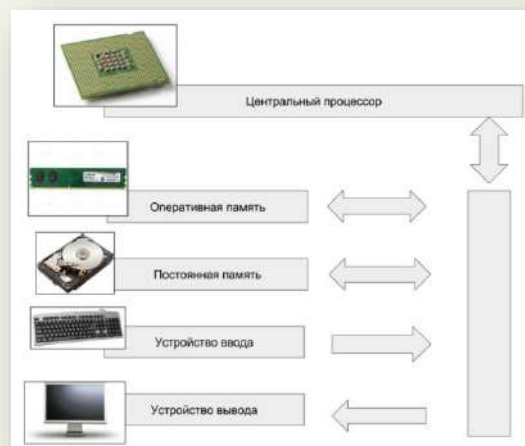 Центральный процессор
Оперативная память
Постоянная память
Устройство ввода
Устройство вывода